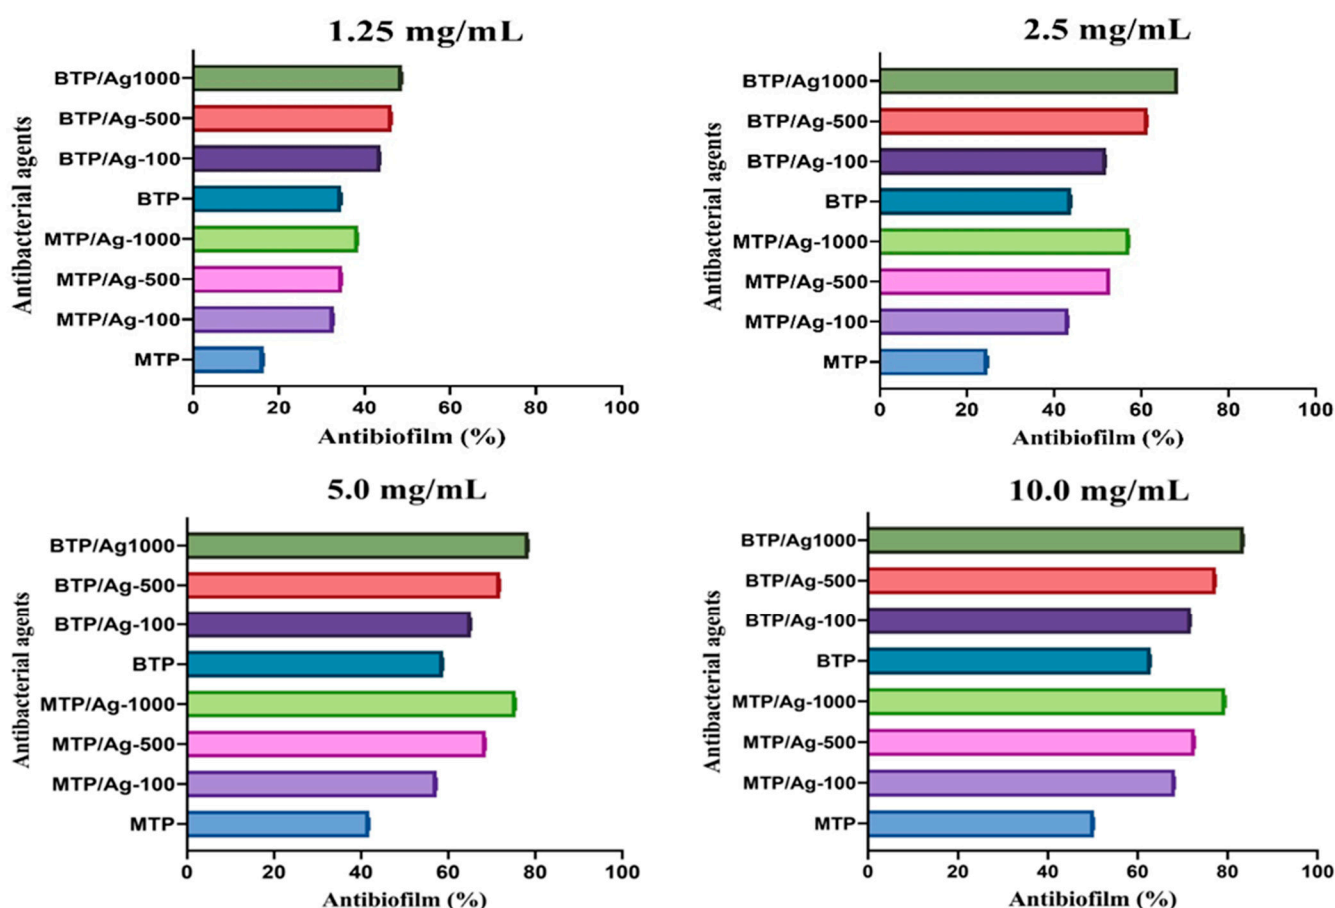 1.25 mg/mL
Antibacterial agents
BTP/Ag1000
BTP/Ag-500
BTP/Ag-100
BTP
MTP/Ag-1000
MTP/Ag-500
MTP/Ag-100
MTP
0 20 40 60 80 100
Antibiofilm (%)
2.5 mg/mL
Antibacterial agents
BTP/Ag1000
BTP/Ag-500
BTP/Ag-100
BTP
MTP/Ag-1000
MTP/Ag-500
MTP/Ag-100
MTP
0 20 40 60 80 100
Antibiofilm (%)
5.0 mg/mL
Antibacterial agents
BTP/Ag1000
BTP/Ag-500
BTP/Ag-100
BTP
MTP/Ag-1000
MTP/Ag-500
MTP/Ag-100
MTP
0 20 40 60 80 100
Antibiofilm (%)
10.0 mg/mL
Antibacterial agents
BTP/Ag1000
BTP/Ag-500
BTP/Ag-100
BTP
MTP/Ag-1000
MTP/Ag-500
MTP/Ag-100
MTP
0 20 40 60 80 100
Antibiofilm (%)